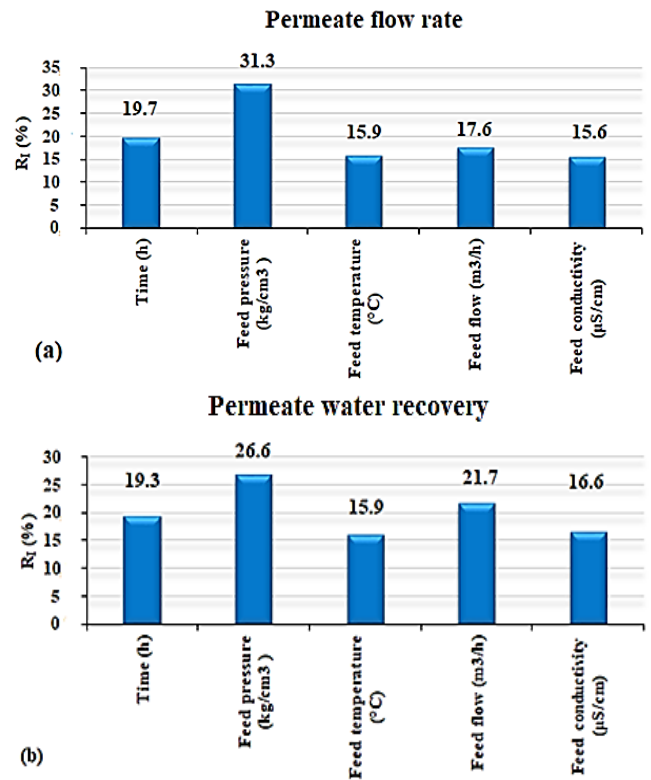 Permeate flow rate
R_I (%)
35
30
25
20
15
10
5
0
19.7
31.3
15.9
17.6
15.6
Time (h)
Feed pressure
(kg/cm3 )
Feed temperature
(°C)
Feed flow (m3/h)
Feed conductivity
(µS/cm)
(a)
Permeate water recovery
R_I (%)
30
25
20
15
10
5
0
19.3
26.6
15.9
21.7
16.6
Time (h)
Feed pressure
(kg/cm3 )
Feed temperature
(°C)
Feed flow (m3/h)
Feed conductivity
(µS/cm)
(b)